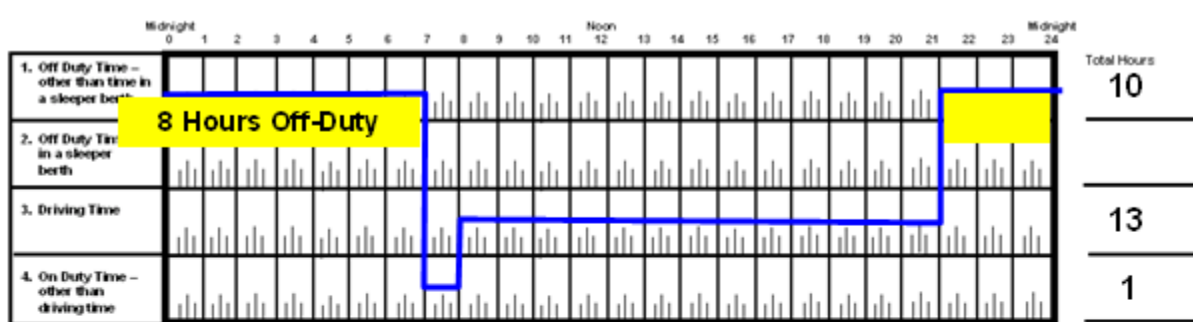 Midnight Noon Midnight
0 1 2 3 4 5 6 7 8 9 10 11 12 13 14 15 16 17 18 19 20 21 22 23 24
Total Hours
1. Off Duty Time –
other than time in
a sleeper be
10
8 Hours Off-Duty
2. Off Duty Tim
in a sleeper
berth
3. Driving Time
13
4. On Duty Time –
other than
driving time
1